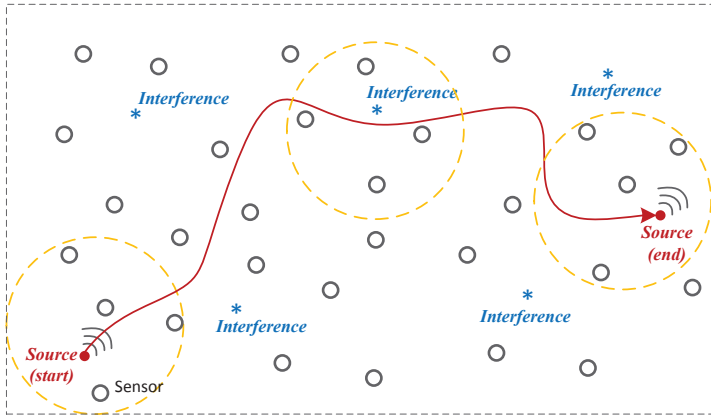 Interference
Interference
Interference
Source
(end)
Interference
Interference
Source
(start)
Sensor